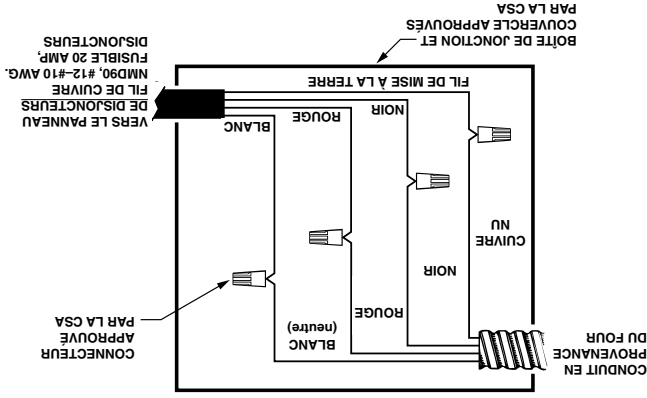 CONDUIT EN
PROVENANCE
DU FOUR
BLANC
(neutre)
CONNECTEUR
APPROUVÉ
PAR LA CSA
ROUGE
NOIR
CUIVRE
NU
BLANC
ROUGE
NOIR
FIL DE MISE À LA TERRE
VERS LE PANNEAU
DE DISJONCTEURS
FIL DE CUIVRE
NMD90, #12–#10 AWG.
FUSIBLE 20 AMP,
DISJONCTEURS
BOÎTE DE JONCTION ET
COUVERCLE APPROUVÉS
PAR LA CSA